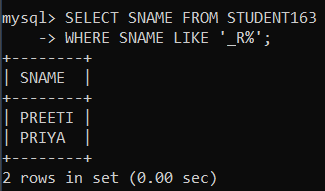 mysql> SELECT SNAME FROM STUDENT163
    -> WHERE SNAME LIKE '_R%';
+--------+
| SNAME  |
+--------+
| PREETI |
| PRIYA  |
+--------+
2 rows in set (0.00 sec)